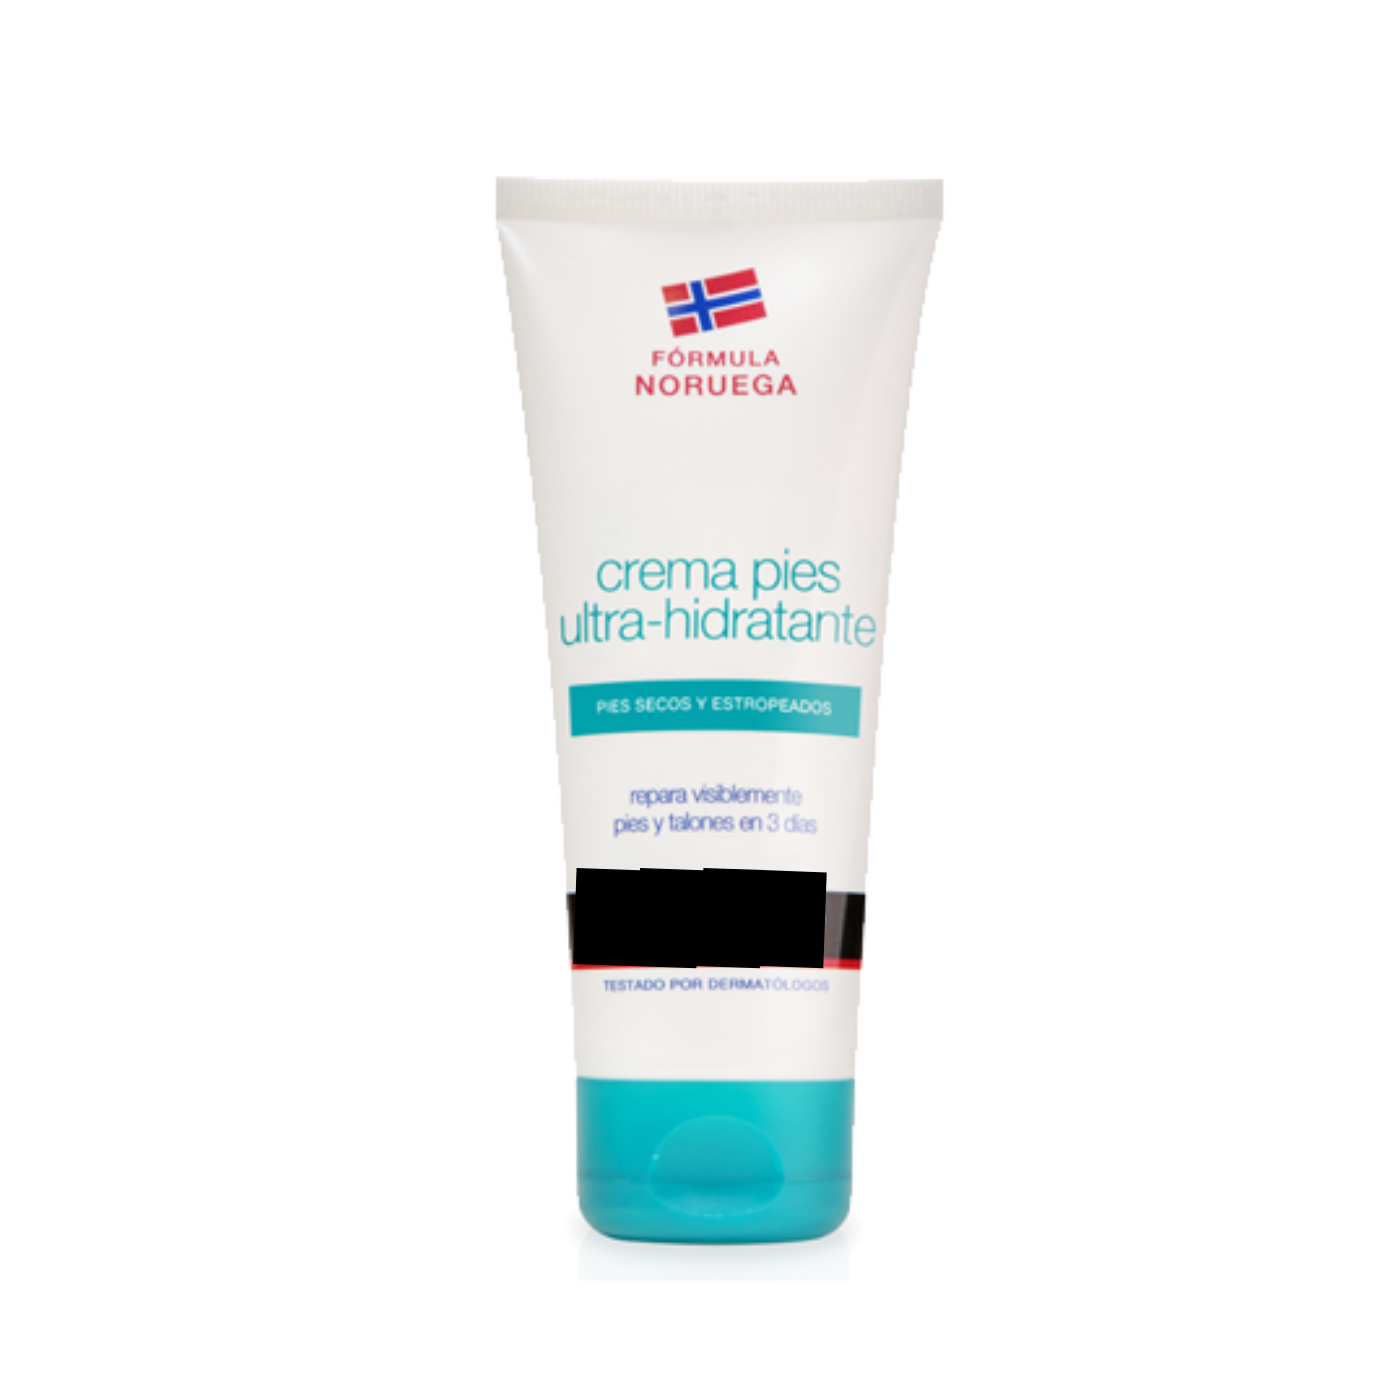 FÓRMULA
NORUEGA
crema pies
ultra-hidratante
PIES SECOS Y ESTROPEADOS
repara visiblemente
pies y talones en 3 días
TESTADO POR DERMATÓLOGOS